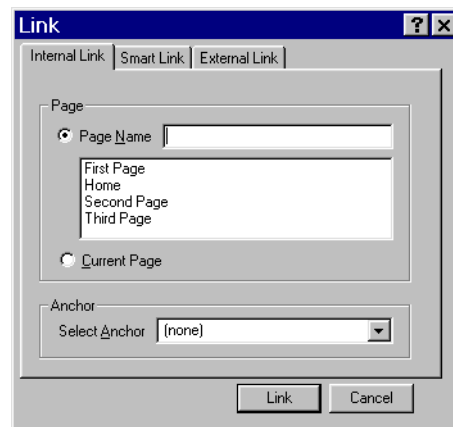 Link
Internal Link Smart Link External Link
Page
Page Name
First Page
Home
Second Page
Third Page
Current Page
Anchor
Select Anchor (none)
Link Cancel